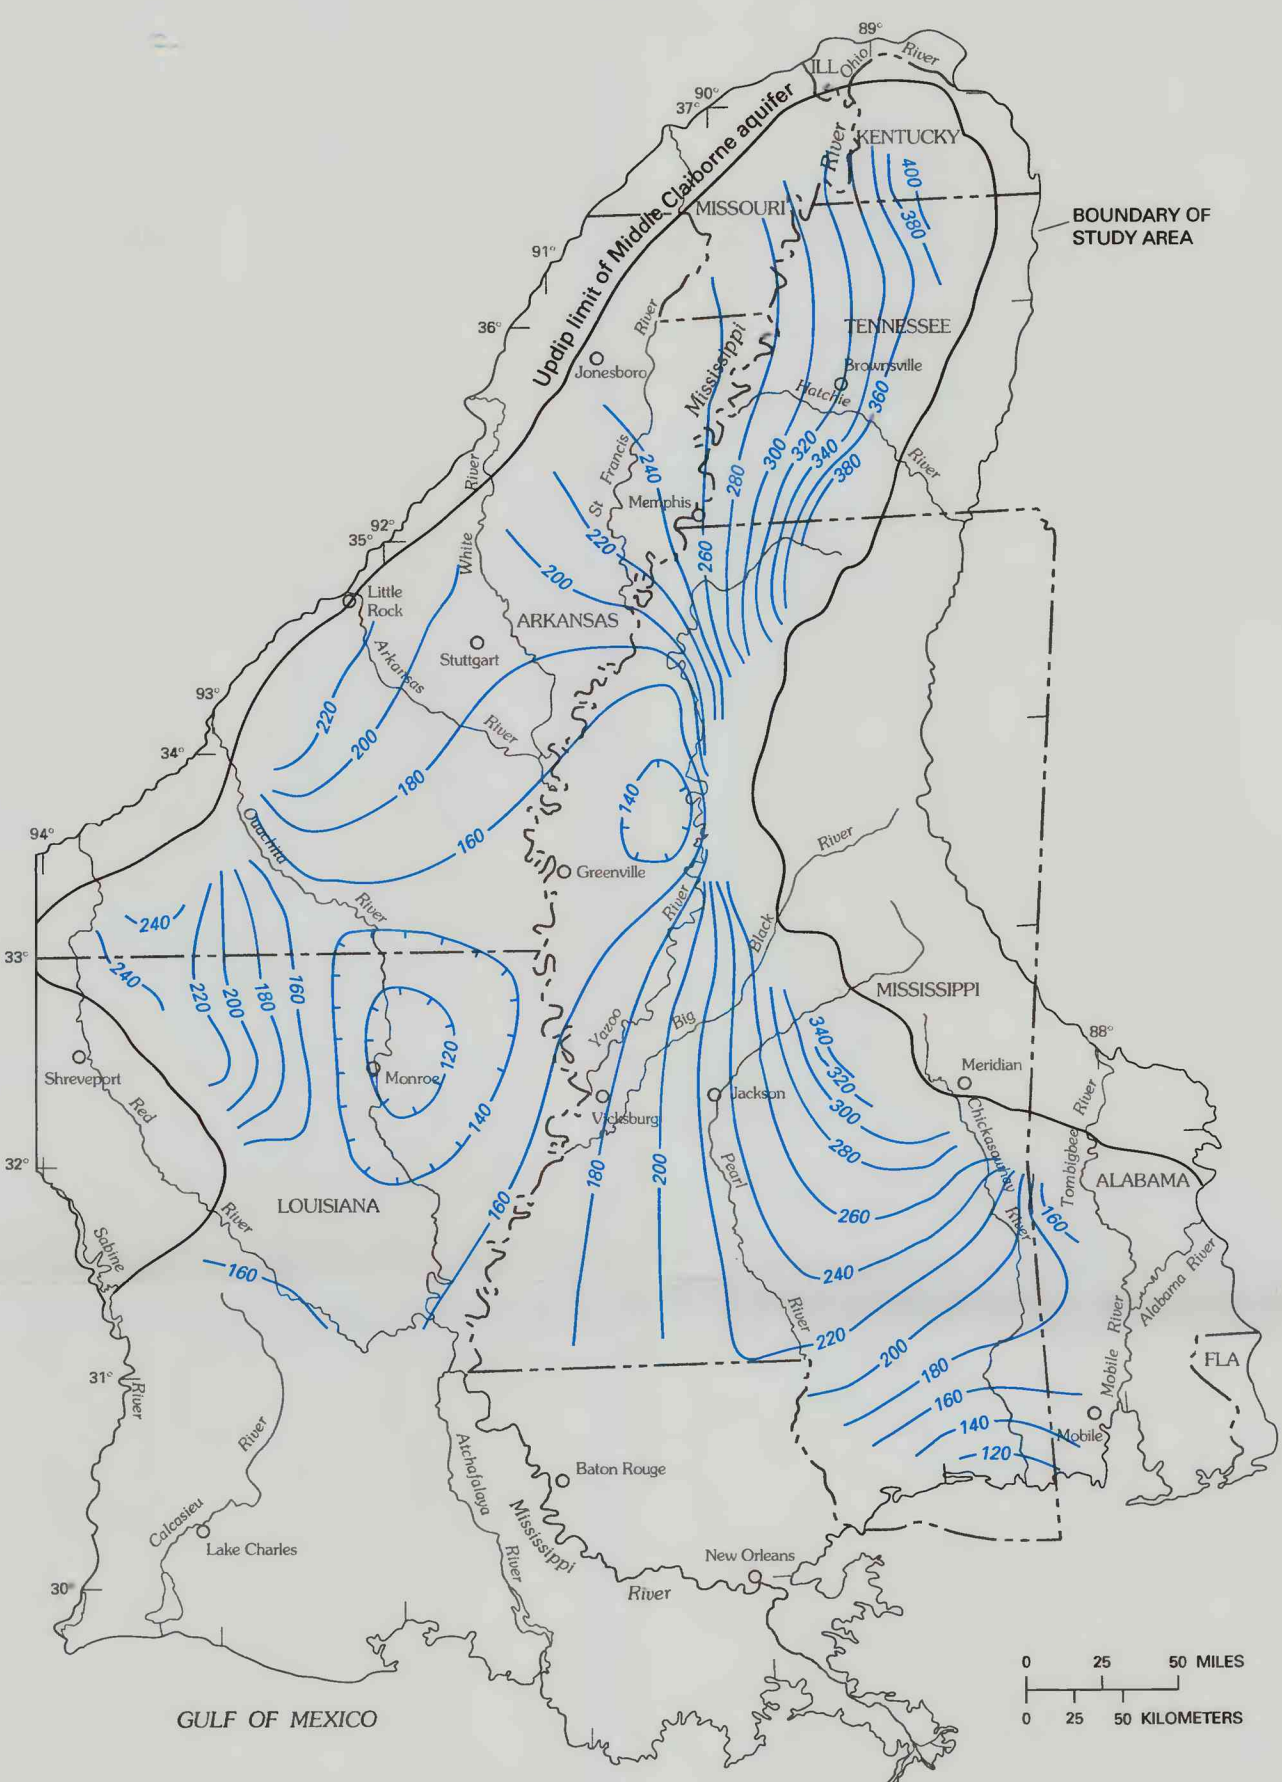 89°
ILL
Ohio
River
90°
37°
Updip limit of Middle Claiborne aquifer
River
KENTUCKY
400
380
MISSOURI
BOUNDARY OF
STUDY AREA
91°
36°
River
TENNESSEE
Jonesboro
Mississippi
Brownsville
Hatchie
360
River
St Francis
240
280
300
320
340
380
River
Memphis
92°
35°
White
220
260
200
Little
Rock
ARKANSAS
Stuttgart
Arkansas
River
93°
34°
220
200
180
140
160
94°
Ouachita
River
Greenville
River
River
Black
33°
240
240
220
200
180
160
MISSISSIPPI
Yazoo
Big
340
320
300
280
88°
Meridian
Shreveport
Red
Monroe
120
140
Vicksburg
Jackson
Chickasawhay
River
Tombigbee
River
32°
180
200
Pearl
ALABAMA
LOUISIANA
River
160
260
160
Sabine
160
240
River
River
Alabama River
220
200
180
FLA
31°
River
160
Mobile
River
140
Mobile
120
River
Atchafalaya
River
Baton Rouge
Mississippi
River
Calcasieu
Lake Charles
New Orleans
30°
0 25 50 MILES
0 25 50 KILOMETERS
GULF OF MEXICO